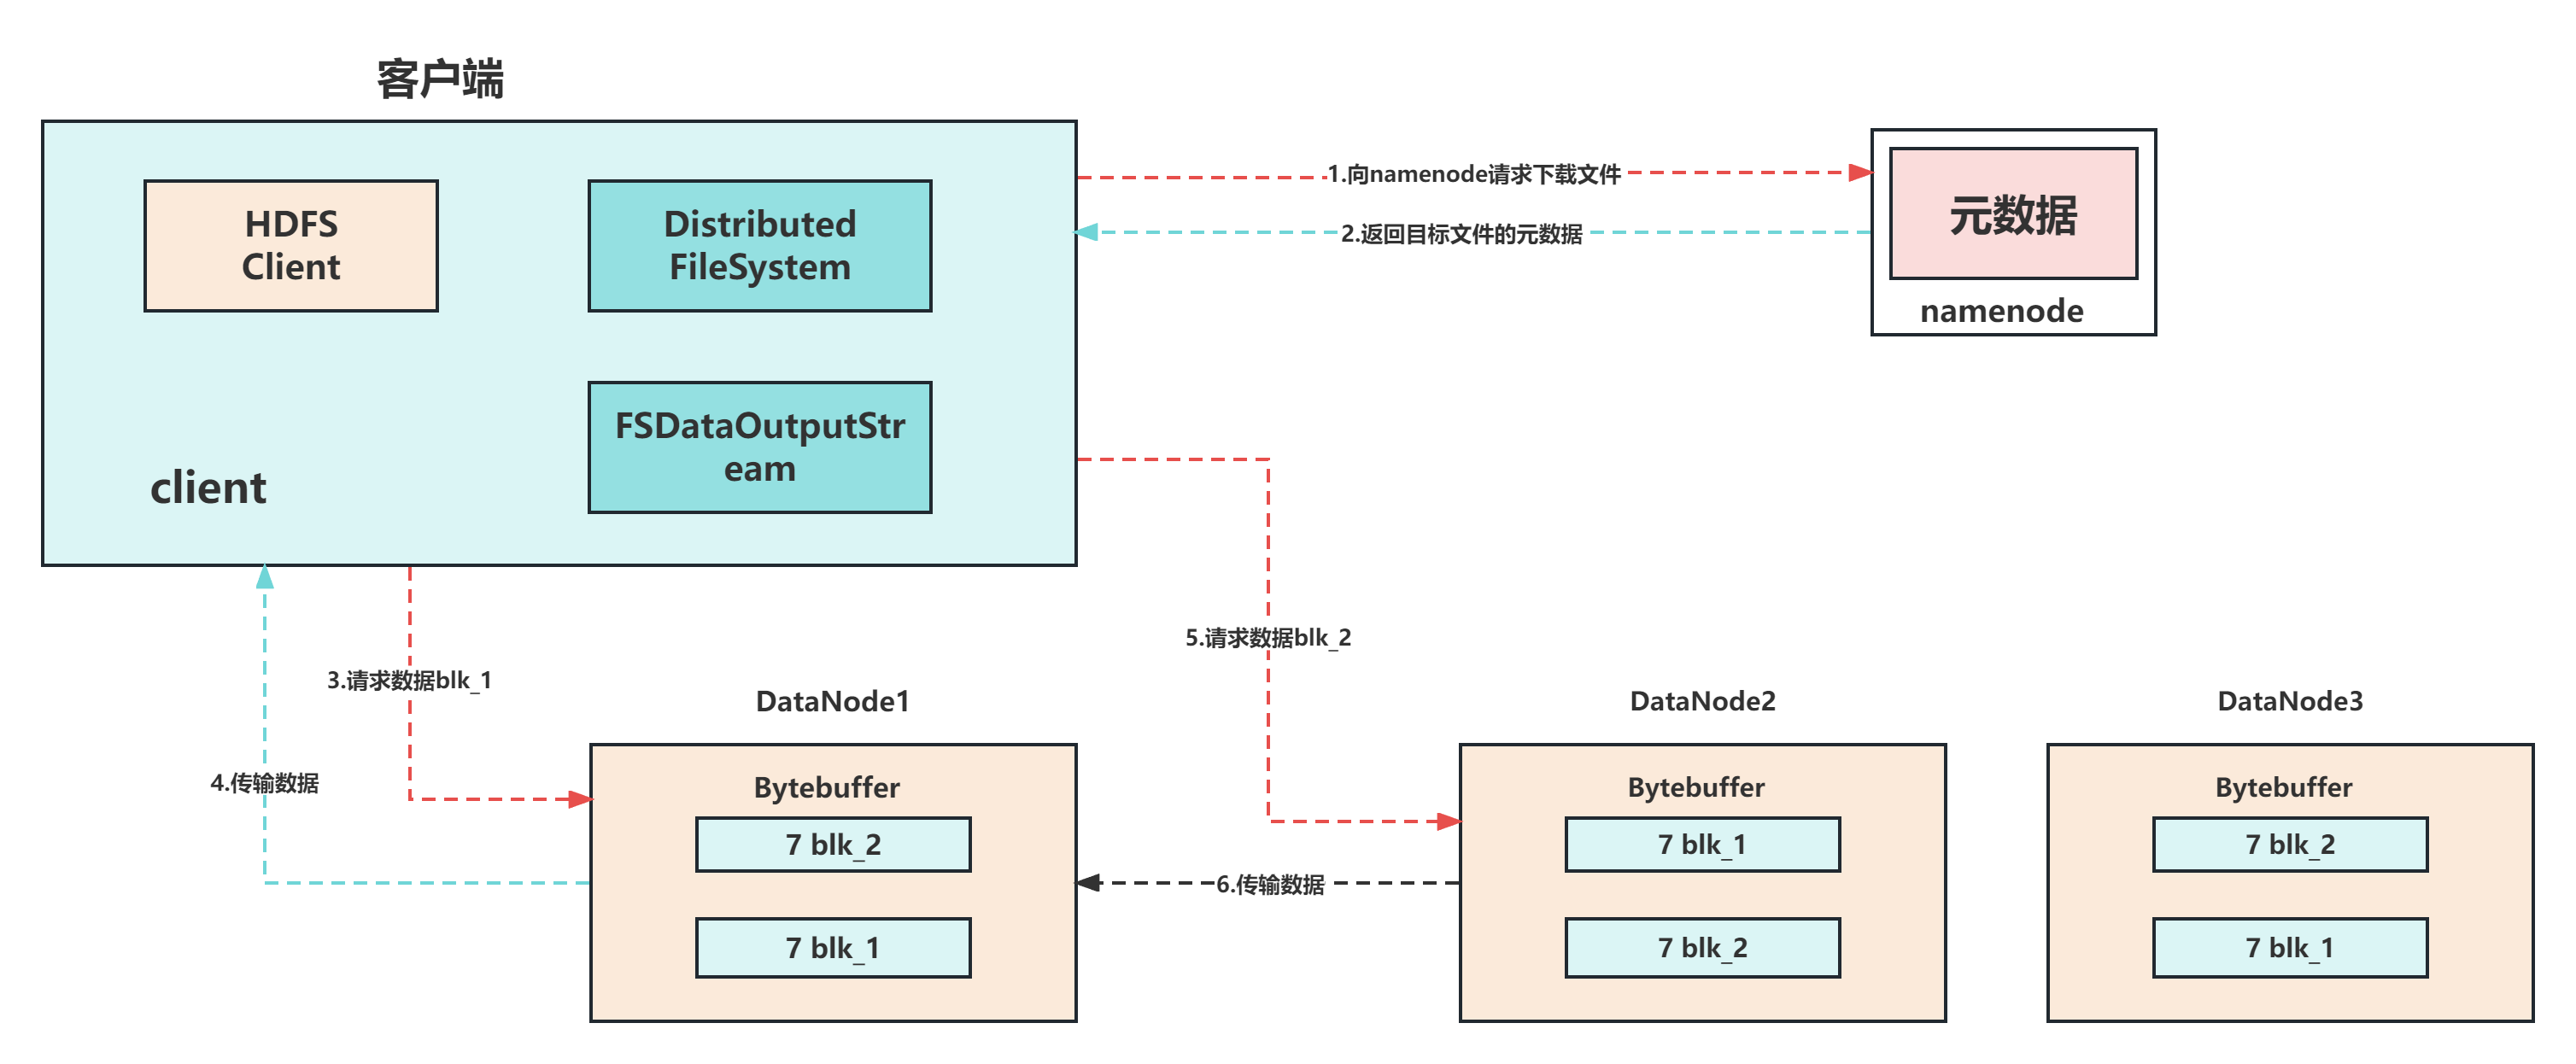 客户端
HDFS
Client
Distributed
FileSystem
FSDataOutputStr
eam
client
1.向namenode请求下载文件
2.返回目标文件的元数据
元数据
namenode
3.请求数据blk_1
4.传输数据
5.请求数据blk_2
6.传输数据
DataNode1
Bytebuffer
7 blk_2
7 blk_1
DataNode2
Bytebuffer
7 blk_1
7 blk_2
DataNode3
Bytebuffer
7 blk_2
7 blk_1